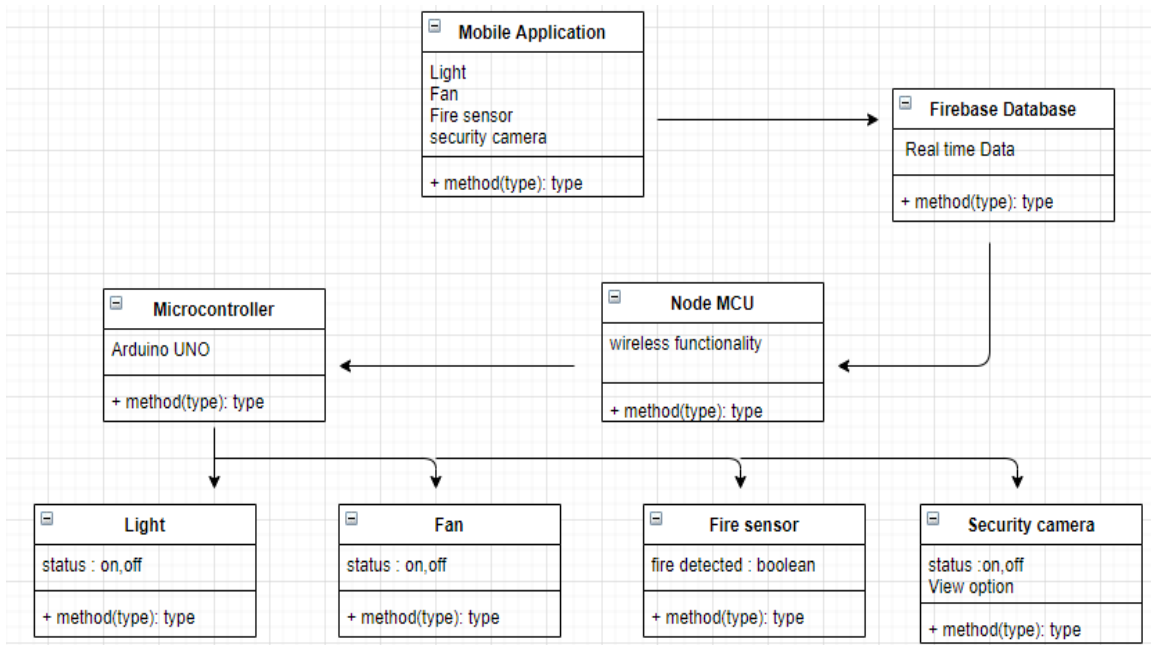 Mobile Application
Light
Fan
Fire sensor
security camera
+ method(type): type
Firebase Database
Real time Data
+ method(type): type
Microcontroller
Arduino UNO
+ method(type): type
Node MCU
wireless functionality
+ method(type): type
Light
status : on,off
+ method(type): type
Fan
status : on,off
+ method(type): type
Fire sensor
fire detected : boolean
+ method(type): type
Security camera
status :on,off
View option
+ method(type): type